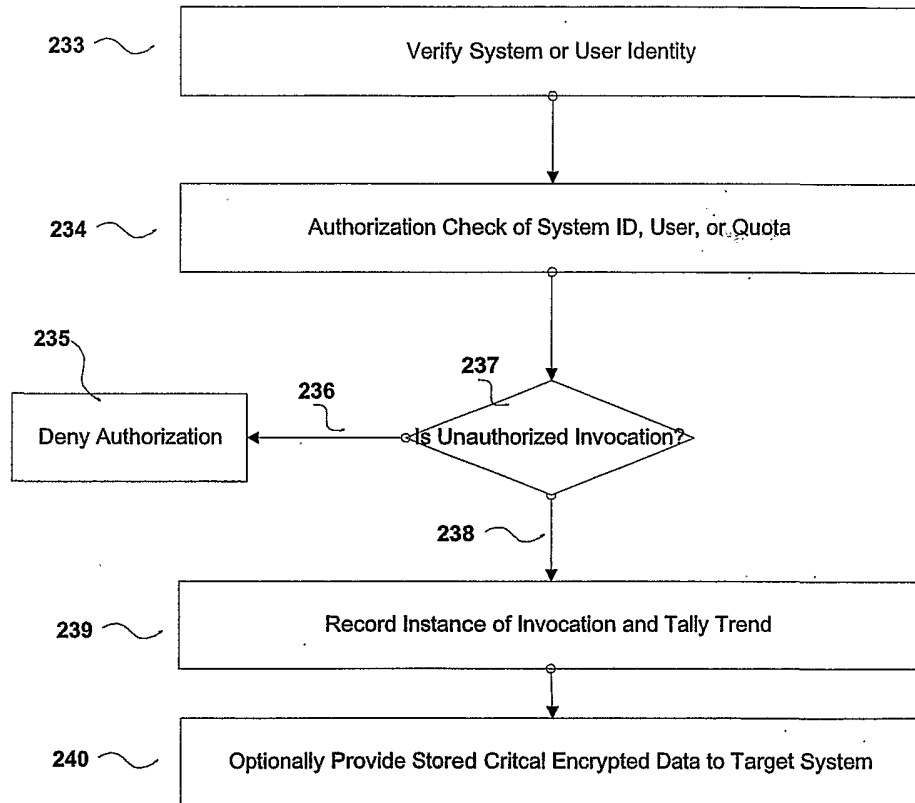 233
Verify System or User Identity
234
Authorization Check of System ID, User, or Quota
235
236
237
Deny Authorization
Is Unauthorized Invocation?
238
239
Record Instance of Invocation and Tally Trend
240
Optionally Provide Stored Critcal Encrypted Data to Target System